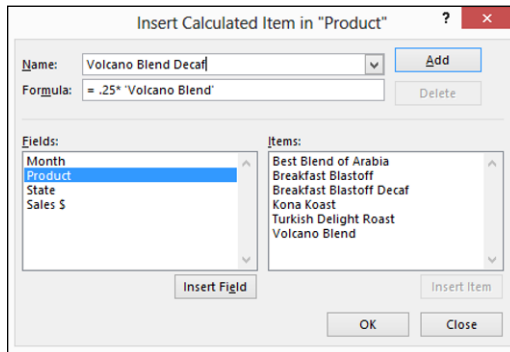 Insert Calculated Item in "Product"
?
Name: Volcano Blend Decaf
Add
Formula: = .25* 'Volcano Blend'
Delete
Fields:
Month
Product
State
Sales $
Insert Field
Items:
Best Blend of Arabia
Breakfast Blastoff
Breakfast Blastoff Decaf
Kona Koast
Turkish Delight Roast
Volcano Blend
Insert Item
OK
Close